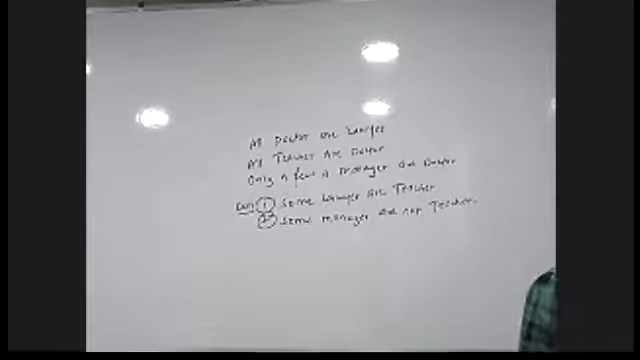 All Doctor are Lawyer
All Teacher Are Doctor
Only a few a manager are Doctor
Con ① Some Lawyer Are Teacher
② Some manager are not Teacher.